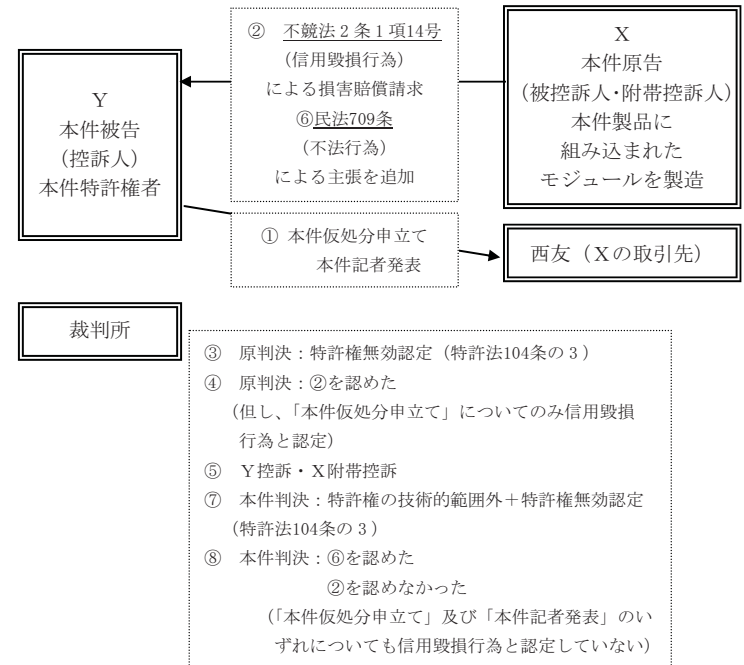 ② 不競法２条１項14号
(信用毀損行為)
による損害賠償請求
⑥民法709条
(不法行為)
による主張を追加
Ｙ
本件被告
(控訴人)
本件特許権者
Ｘ
本件原告
(被控訴人･附帯控訴人)
本件製品に
組み込まれた
モジュールを製造
① 本件仮処分申立て
本件記者発表
西友（Ｘの取引先）
裁判所
③ 原判決：特許権無効認定（特許法104条の３）
④ 原判決：②を認めた
(但し、「本件仮処分申立て」についてのみ信用毀損
行為と認定)
⑤ Ｙ控訴・Ｘ附帯控訴
⑦ 本件判決：特許権の技術的範囲外＋特許権無効認定
(特許法104条の３)
⑧ 本件判決：⑥を認めた
②を認めなかった
(「本件仮処分申立て」及び「本件記者発表」のい
ずれについても信用毀損行為と認定していない)